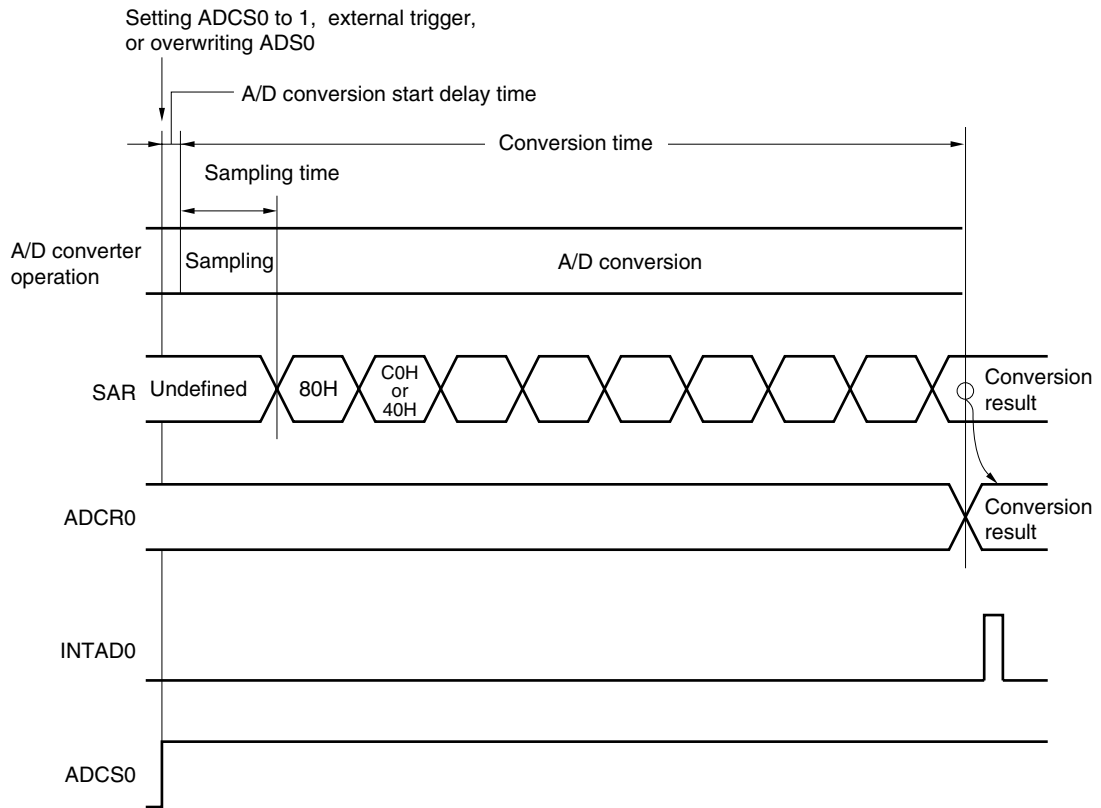 Setting ADCS0 to 1, external trigger,
or overwriting ADS0
A/D conversion start delay time
Conversion time
Sampling time
A/D converter
operation
Sampling
A/D conversion
SAR
Undefined
80H
C0H
or
40H
Conversion
result
ADCR0
Conversion
result
INTAD0
ADCS0